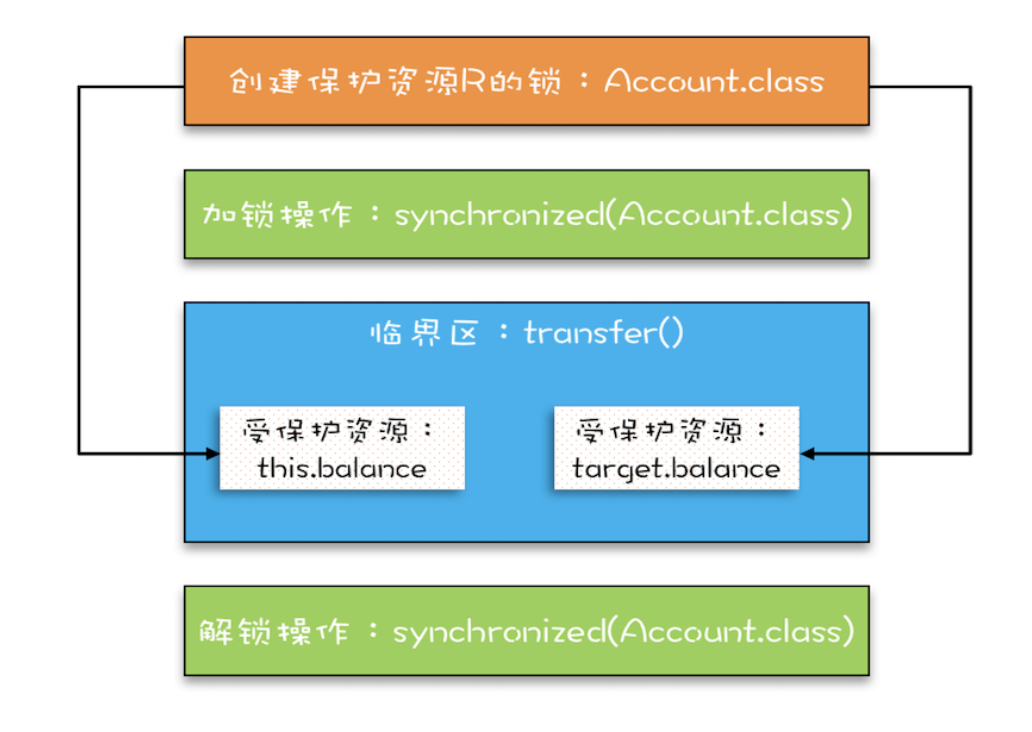 创建保护资源R的锁：Account.class
加锁操作：synchronized(Account.class)
临界区：transfer()
受保护资源：
this.balance
受保护资源：
target.balance
解锁操作：synchronized(Account.class)